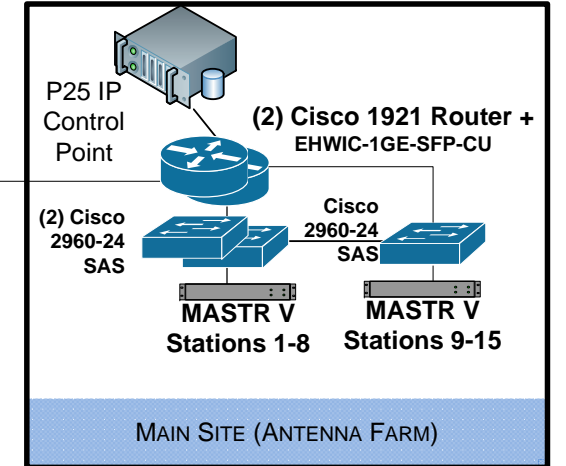 P25 IP
Control
Point
(2) Cisco 1921 Router +
EHWIC-1GE-SFP-CU
(2) Cisco
2960-24
SAS
Cisco
2960-24
SAS
MASTR V
Stations 1-8
MASTR V
Stations 9-15
MAIN SITE (ANTENNA FARM)